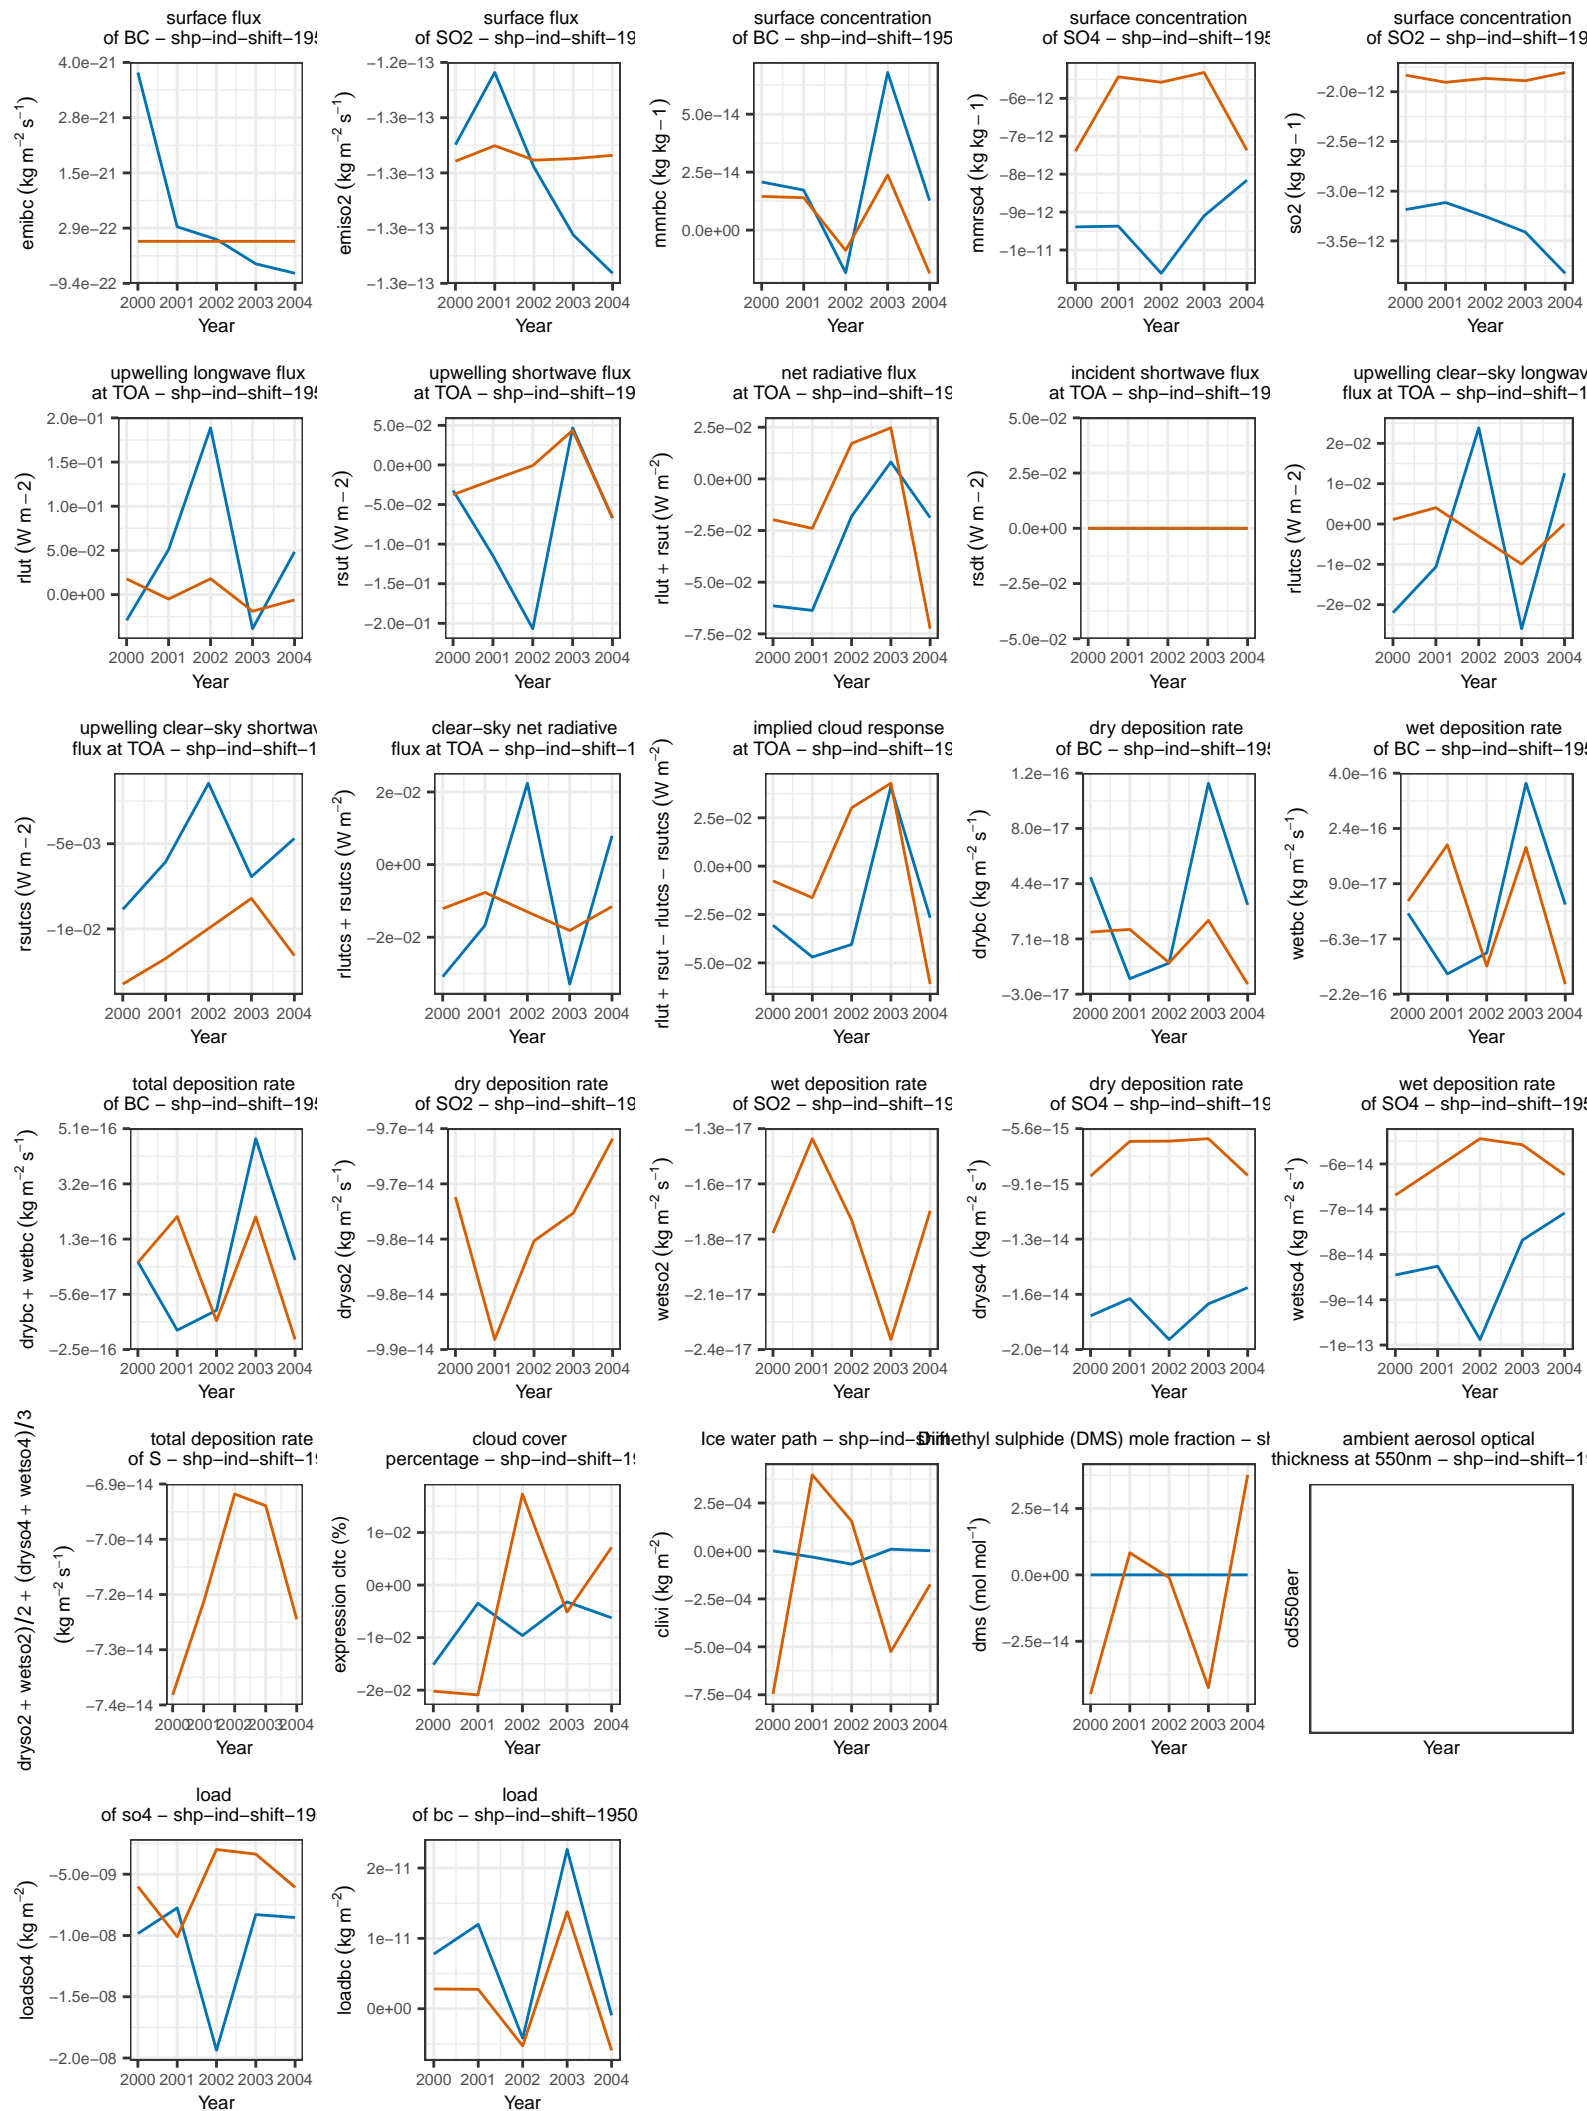 surface flux
of BC − shp−ind−shift−195
4.0e−21
2.8e−21
1.5e−21
2.9e−22
−9.4e−22
emibc (kg m−2 s−1)
2000 2001 2002 2003 2004
Year
surface flux
of SO2 − shp−ind−shift−19
−1.2e−13
−1.3e−13
−1.3e−13
−1.3e−13
−1.3e−13
emiso2 (kg m−2 s−1)
2000 2001 2002 2003 2004
Year
surface concentration
of BC − shp−ind−shift−195
5.0e−14
2.5e−14
0.0e+00
mmrbc (kg kg − 1)
2000 2001 2002 2003 2004
Year
surface concentration
of SO4 − shp−ind−shift−195
−6e−12
−7e−12
−8e−12
−9e−12
−1e−11
mmrso4 (kg kg − 1)
2000 2001 2002 2003 2004
Year
surface concentration
of SO2 − shp−ind−shift−19
−2.0e−12
−2.5e−12
−3.0e−12
−3.5e−12
so2 (kg kg − 1)
2000 2001 2002 2003 2004
Year
upwelling longwave flux
at TOA − shp−ind−shift−195
2.0e−01
1.5e−01
1.0e−01
5.0e−02
0.0e+00
rlut (W m − 2)
2000 2001 2002 2003 2004
Year
upwelling shortwave flux
at TOA − shp−ind−shift−19
5.0e−02
0.0e+00
−5.0e−02
−1.0e−01
−1.5e−01
−2.0e−01
rsut (W m − 2)
2000 2001 2002 2003 2004
Year
net radiative flux
at TOA − shp−ind−shift−19
2.5e−02
0.0e+00
−2.5e−02
−5.0e−02
−7.5e−02
rlut + rsut (W m−2)
2000 2001 2002 2003 2004
Year
incident shortwave flux
at TOA − shp−ind−shift−19
5.0e−02
2.5e−02
0.0e+00
−2.5e−02
−5.0e−02
rsdt (W m − 2)
2000 2001 2002 2003 2004
Year
upwelling clear−sky longwav
flux at TOA − shp−ind−shift−1
2e−02
1e−02
0e+00
−1e−02
−2e−02
rlutcs (W m − 2)
2000 2001 2002 2003 2004
Year
upwelling clear−sky shortwav
flux at TOA − shp−ind−shift−1
−5e−03
−1e−02
rsutcs (W m − 2)
2000 2001 2002 2003 2004
Year
clear−sky net radiative
flux at TOA − shp−ind−shift−1
2e−02
0e+00
−2e−02
rlutcs + rsutcs (W m−2)
2000 2001 2002 2003 2004
Year
implied cloud response
at TOA − shp−ind−shift−19
2.5e−02
0.0e+00
−2.5e−02
−5.0e−02
rlut + rsut − rlutcs − rsutcs (W m−2)
2000 2001 2002 2003 2004
Year
dry deposition rate
of BC − shp−ind−shift−195
1.2e−16
8.0e−17
4.4e−17
7.1e−18
−3.0e−17
drybc (kg m−2 s−1)
2000 2001 2002 2003 2004
Year
wet deposition rate
of BC − shp−ind−shift−195
4.0e−16
2.4e−16
9.0e−17
−6.3e−17
−2.2e−16
wetbc (kg m−2 s−1)
2000 2001 2002 2003 2004
Year
total deposition rate
of BC − shp−ind−shift−195
5.1e−16
3.2e−16
1.3e−16
−5.6e−17
−2.5e−16
drybc + wetbc (kg m−2 s−1)
2000 2001 2002 2003 2004
Year
dry deposition rate
of SO2 − shp−ind−shift−19
−9.7e−14
−9.7e−14
−9.8e−14
−9.8e−14
−9.9e−14
dryso2 (kg m−2 s−1)
2000 2001 2002 2003 2004
Year
wet deposition rate
of SO2 − shp−ind−shift−19
−1.3e−17
−1.6e−17
−1.8e−17
−2.1e−17
−2.4e−17
wetso2 (kg m−2 s−1)
2000 2001 2002 2003 2004
Year
dry deposition rate
of SO4 − shp−ind−shift−19
−5.6e−15
−9.1e−15
−1.3e−14
−1.6e−14
−2.0e−14
dryso4 (kg m−2 s−1)
2000 2001 2002 2003 2004
Year
wet deposition rate
of SO4 − shp−ind−shift−195
−6e−14
−7e−14
−8e−14
−9e−14
−1e−13
wetso4 (kg m−2 s−1)
2000 2001 2002 2003 2004
Year
total deposition rate
of S − shp−ind−shift−19
−6.9e−14
−7.0e−14
−7.2e−14
−7.3e−14
−7.4e−14
dryso2 + wetso2)/2 + (dryso4 + wetso4)/3
(kg m−2 s−1)
2000 2001 2002 2003 2004
Year
cloud cover
percentage − shp−ind−shift−19
1e−02
0e+00
−1e−02
−2e−02
expression cltc (%)
2000 2001 2002 2003 2004
Year
Ice water path − shp−ind−shift
2.5e−04
0.0e+00
−2.5e−04
−5.0e−04
−7.5e−04
clivi (kg m−2)
2000 2001 2002 2003 2004
Year
Dimethyl sulphide (DMS) mole fraction − sh
2.5e−14
0.0e+00
−2.5e−14
dms (mol mol−1)
2000 2001 2002 2003 2004
Year
ambient aerosol optical
thickness at 550nm − shp−ind−shift−19
od550aer
Year
load
of so4 − shp−ind−shift−19
−5.0e−09
−1.0e−08
−1.5e−08
−2.0e−08
loadso4 (kg m−2)
2000 2001 2002 2003 2004
Year
load
of bc − shp−ind−shift−1950
2e−11
1e−11
0e+00
loadbc (kg m−2)
2000 2001 2002 2003 2004
Year